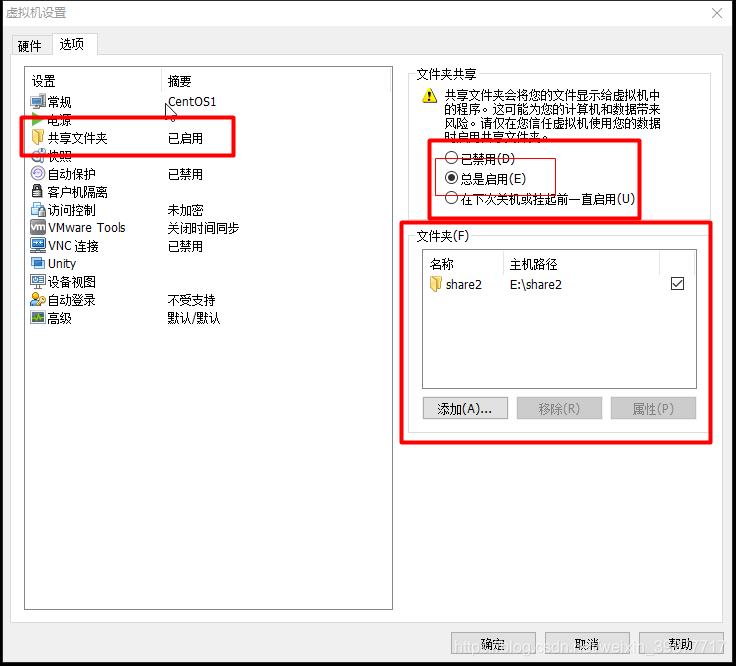 虚拟机设置
硬件 选项
设置 摘要
常规 CentOS1
电源
共享文件夹 已启用
快照
自动保护 已禁用
客户机隔离
访问控制 未加密
VMware Tools 关闭时间同步
VNC 连接 已禁用
Unity
设备视图
自动登录 不受支持
高级 默认/默认
文件夹共享
共享文件夹会将您的文件显示给虚拟机中
的程序。这可能为您的计算机和数据带来
风险。请仅在您信任虚拟机使用您的数据
时启用共享文件夹。
已禁用(D)
总是启用(E)
在下次关机或挂起前一直启用(U)
文件夹(F)
名称 主机路径
share2 E:\share2
添加(A)... 移除(R) 属性(P)
确定 取消 帮助